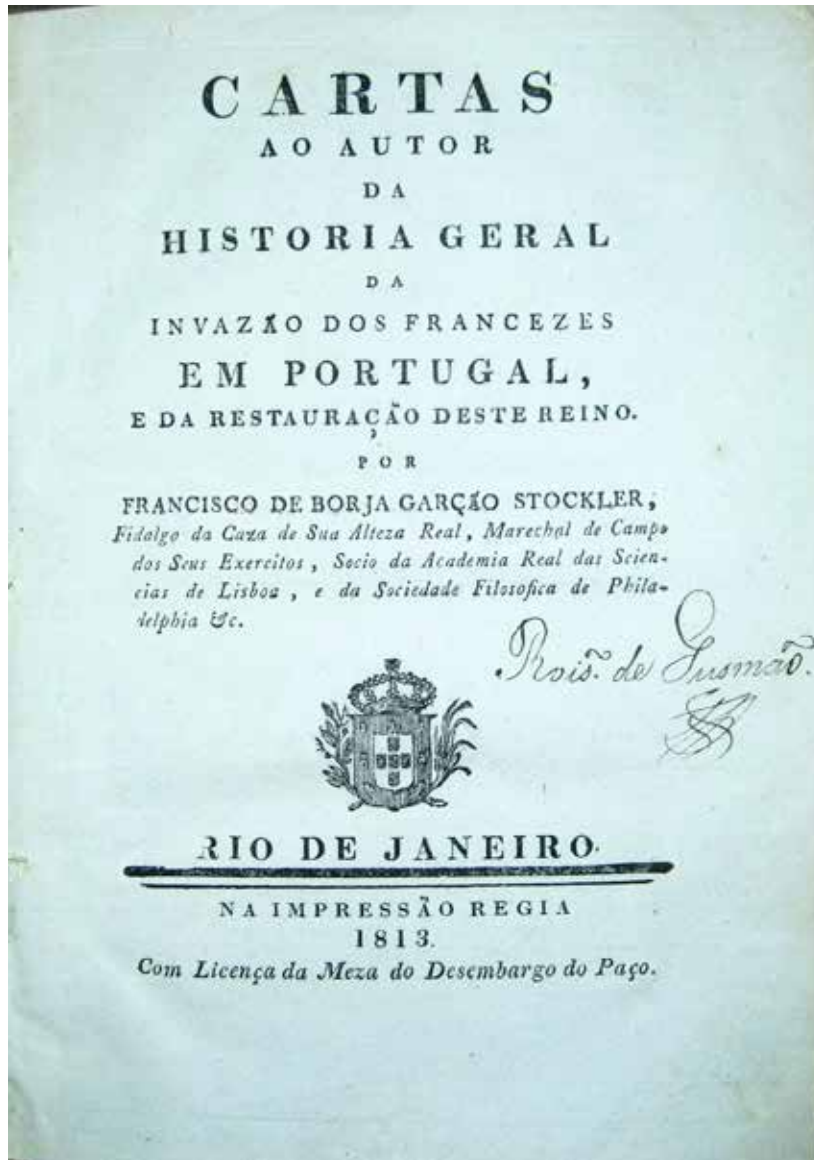 CARTAS
AO AUTOR
DA
HISTORIA GERAL
DA
INVAZÃO DOS FRANCEZES
EM PORTUGAL,
E DA RESTAURAÇÃO DESTE REINO.
POR
FRANCISCO DE BORJA GARÇÃO STOCKLER,
Fidalgo da Caza de Sua Alteza Real, Marechal de Campo
dos Seus Exercitos, Socio da Academia Real das Scien-
cias de Lisboa, e da Sociedade Filosofica de Phila-
delphia &c.
Rois. de Gusmão.
RIO DE JANEIRO.
NA IMPRESSÃO REGIA
1813.
Com Licença da Meza do Desembargo do Paço.